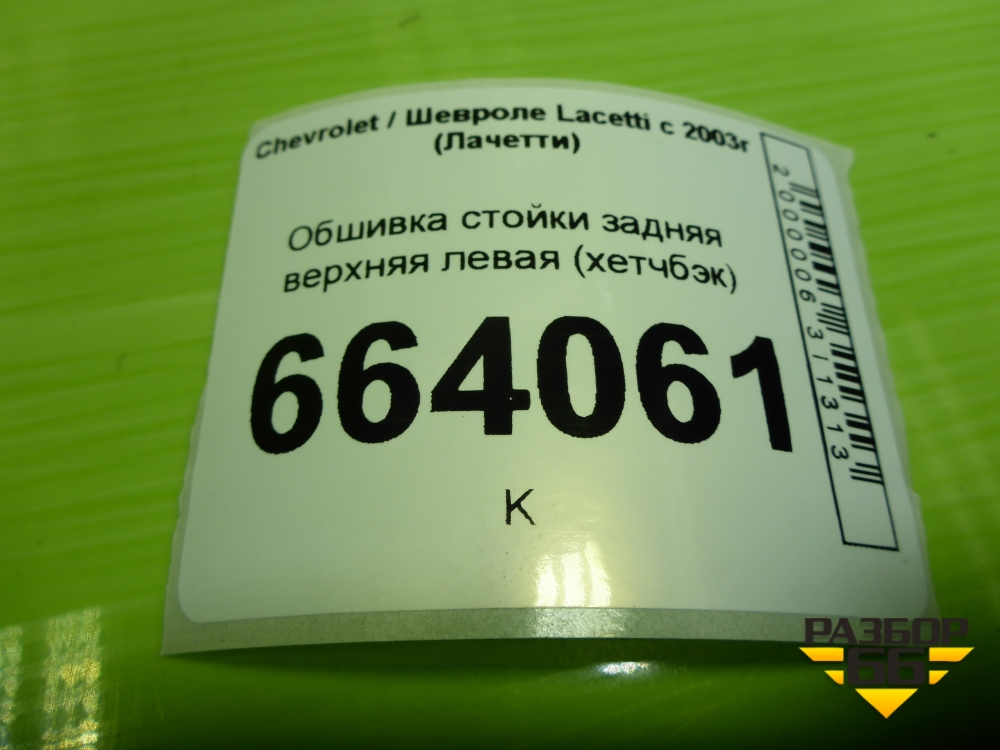 Chevrolet / Шевроле Lacetti с 2003г
(Лачетти)
Обшивка стойки задняя
верхняя левая (хетчбэк)
664061
К
2000006311313
РАЗБОР
66